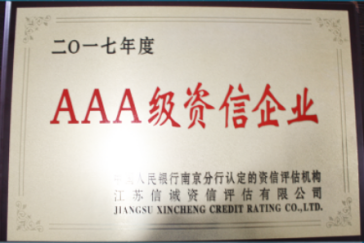 二〇一七年度
AAA级资信企业
中国人民银行南京分行认定的资信评估机构
江苏信诚资信评估有限公司
JIANGSU XINCHENG CREDIT RATING CO.,LTD.